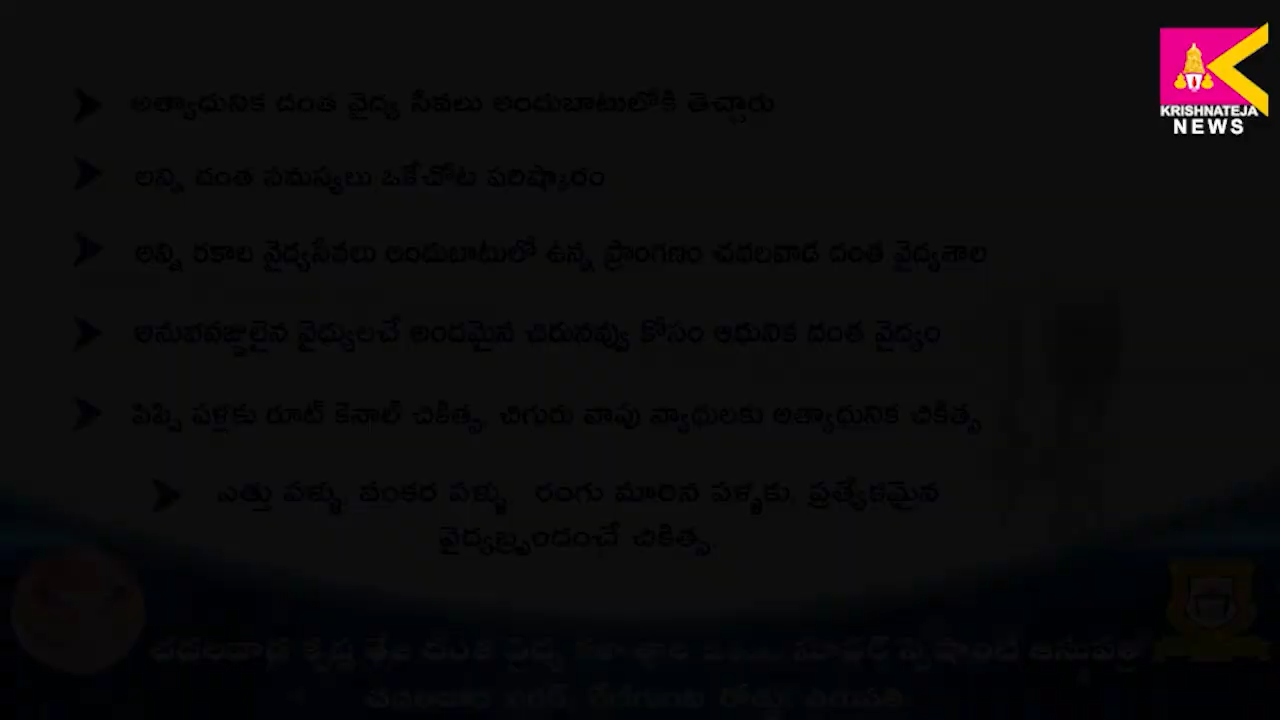 KRISHNATEJA
NEWS
అత్యాధునిక దంత వైద్య సేవలు అందుబాటులోకి తెచ్చారు
అన్ని దంత సమస్యలు ఒకేచోట పరిష్కారం
అన్ని రకాల వైద్యసేవలు అందుబాటులో ఉన్న ప్రాంగణం చదలవాడ దంత వైద్యశాల
అనుభవజ్ఞులైన వైద్యులచే అందమైన చిరునవ్వు కోసం ఆధునిక దంత వైద్యం
పిప్పి పళ్లకు రూట్ కెనాల్ చికిత్స, చిగురు వాపు వ్యాధులకు అత్యాధునిక చికిత్స
ఎత్తు పళ్ళు వంకర పళ్ళు రంగు మారిన పళ్ళకు ప్రత్యేకమైన
వైద్యబృందంచే చికిత్స